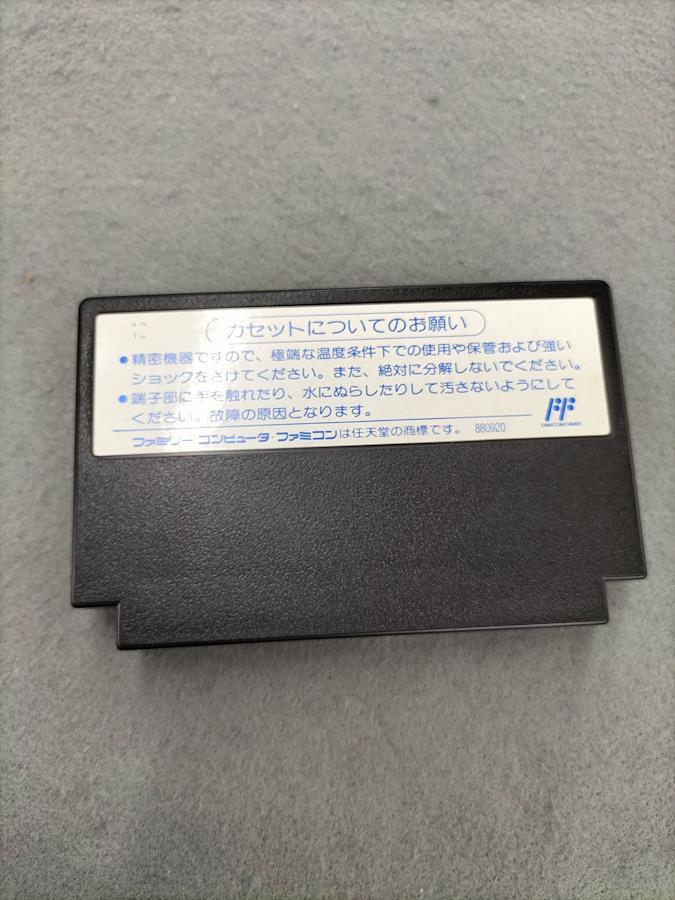 12
カセットについてのお願い
●精密機器ですので、極端な温度条件下での使用や保管および強い
ショックをさけてください。また、絶対に分解しないでください。
●端子部に手を触れたり、水にぬらしたりして汚さないようにして
ください。故障の原因となります。
FF
ファミリー コンピュータ・ファミコンは任天堂の商標です。 880920